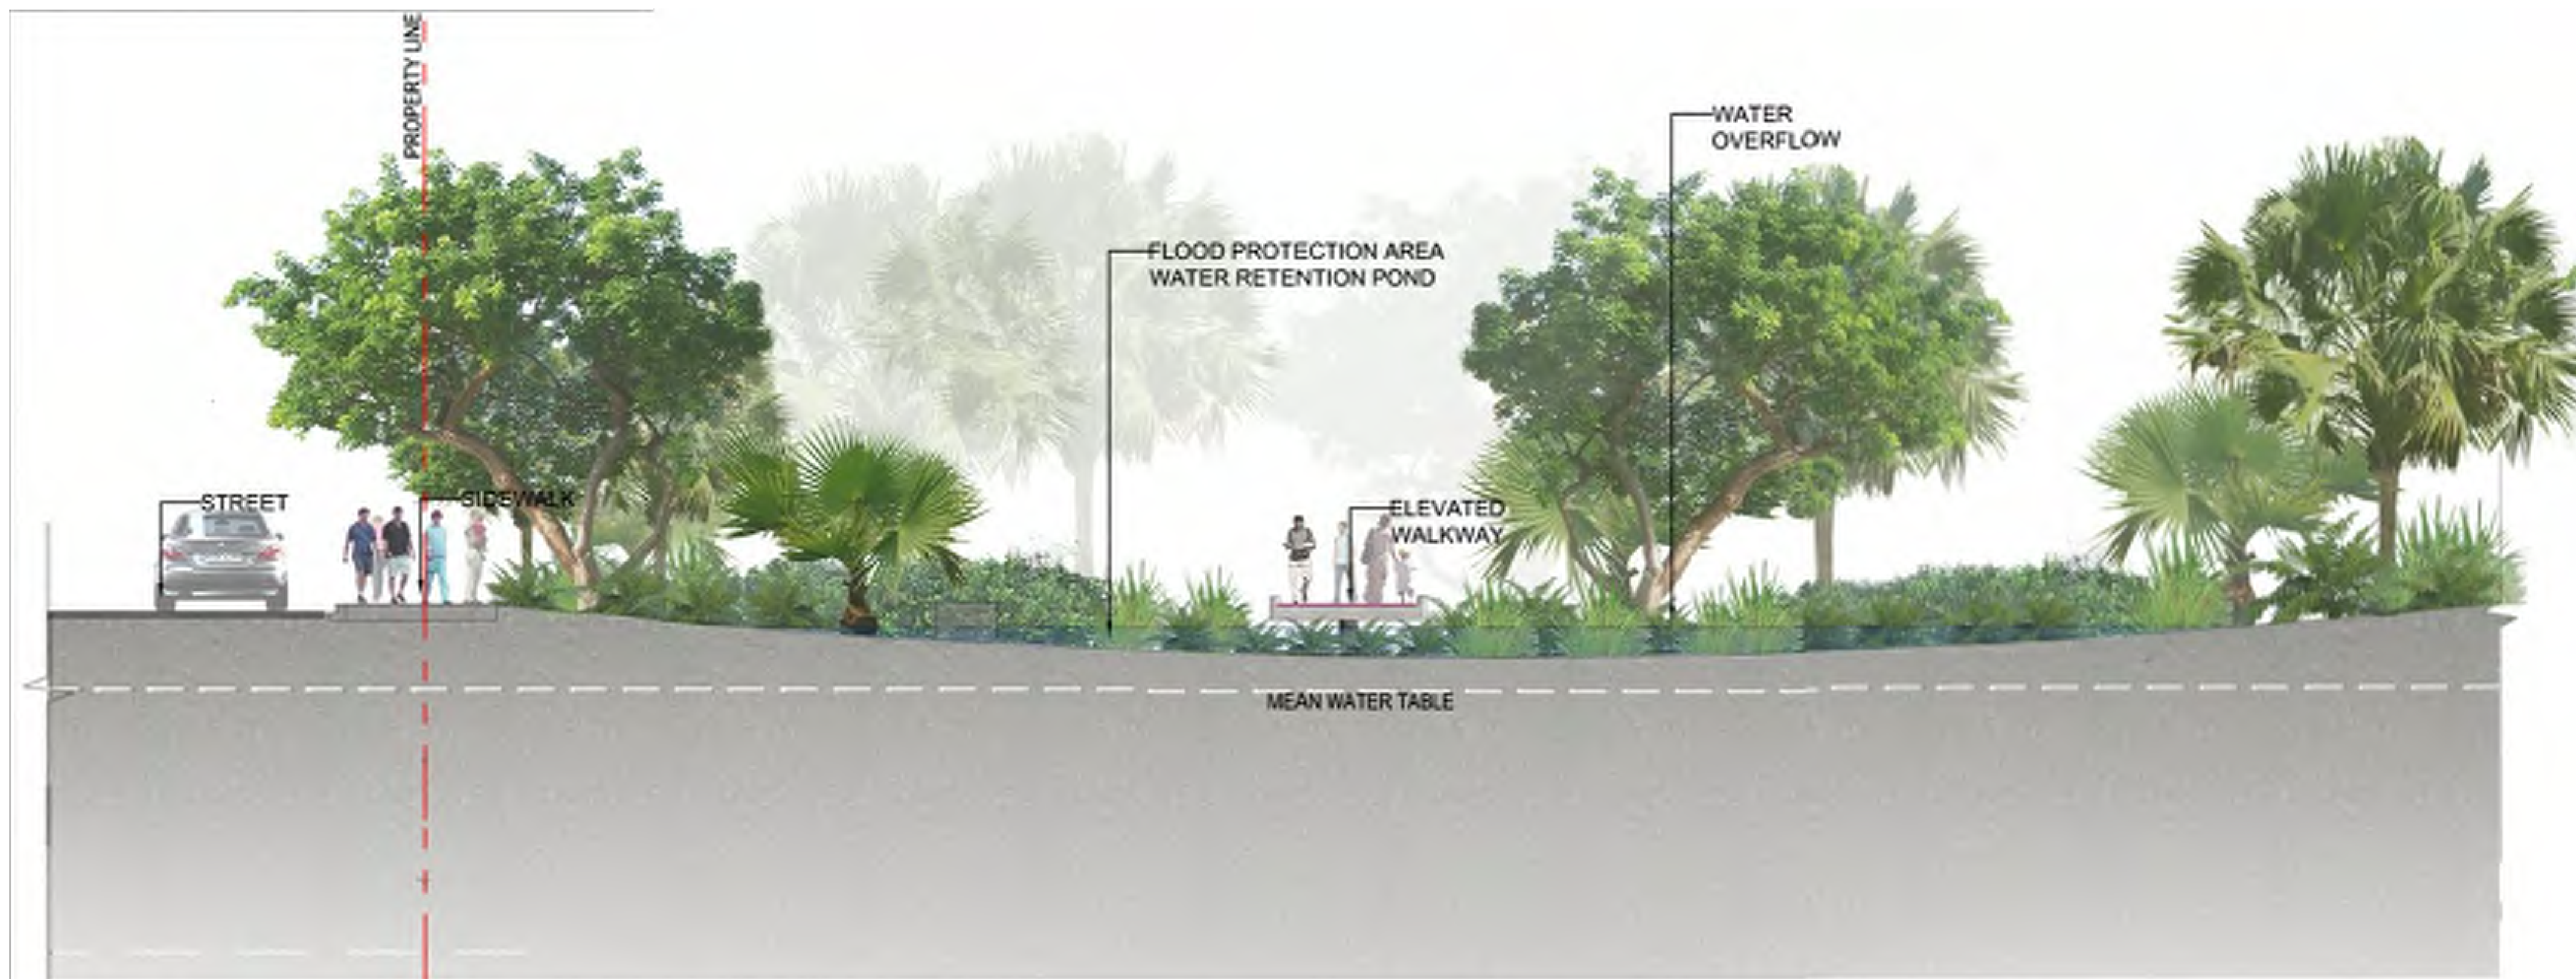 PROPERTY LINE
WATER
OVERFLOW
FLOOD PROTECTION AREA
WATER RETENTION POND
STREET
SIDEWALK
ELEVATED
WALKWAY
MEAN WATER TABLE